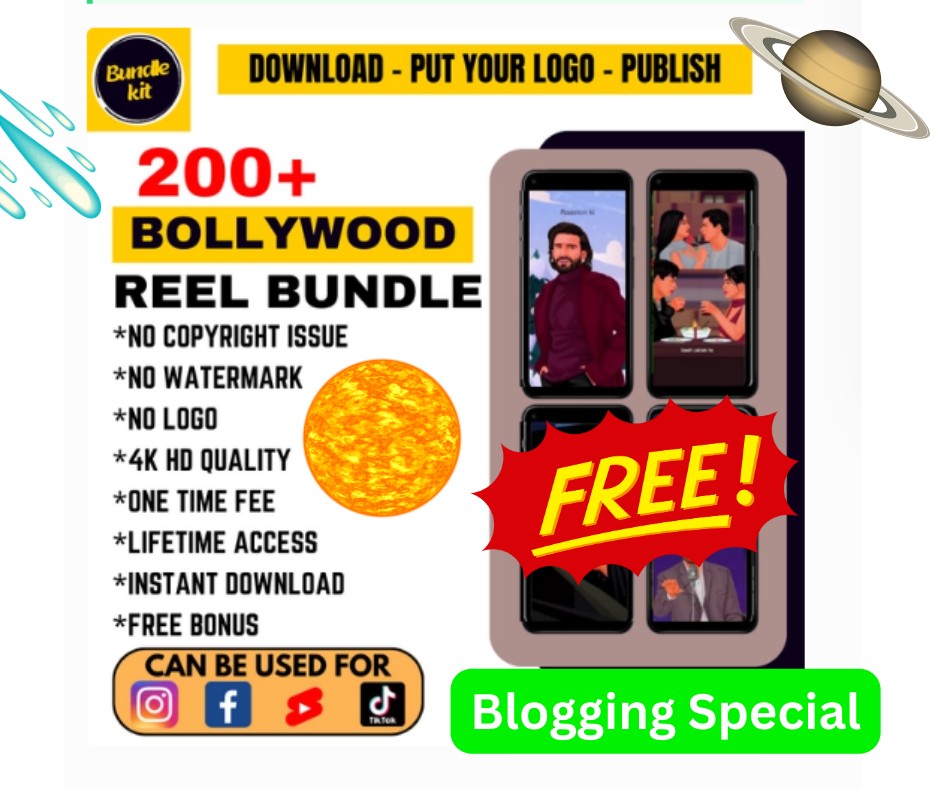 Bundle
kit
DOWNLOAD - PUT YOUR LOGO - PUBLISH
200+
BOLLYWOOD
REEL BUNDLE
*NO COPYRIGHT ISSUE
*NO WATERMARK
*NO LOGO
*4K HD QUALITY
*ONE TIME FEE
*LIFETIME ACCESS
*INSTANT DOWNLOAD
*FREE BONUS
CAN BE USED FOR
TikTok
FREE!
Blogging Special